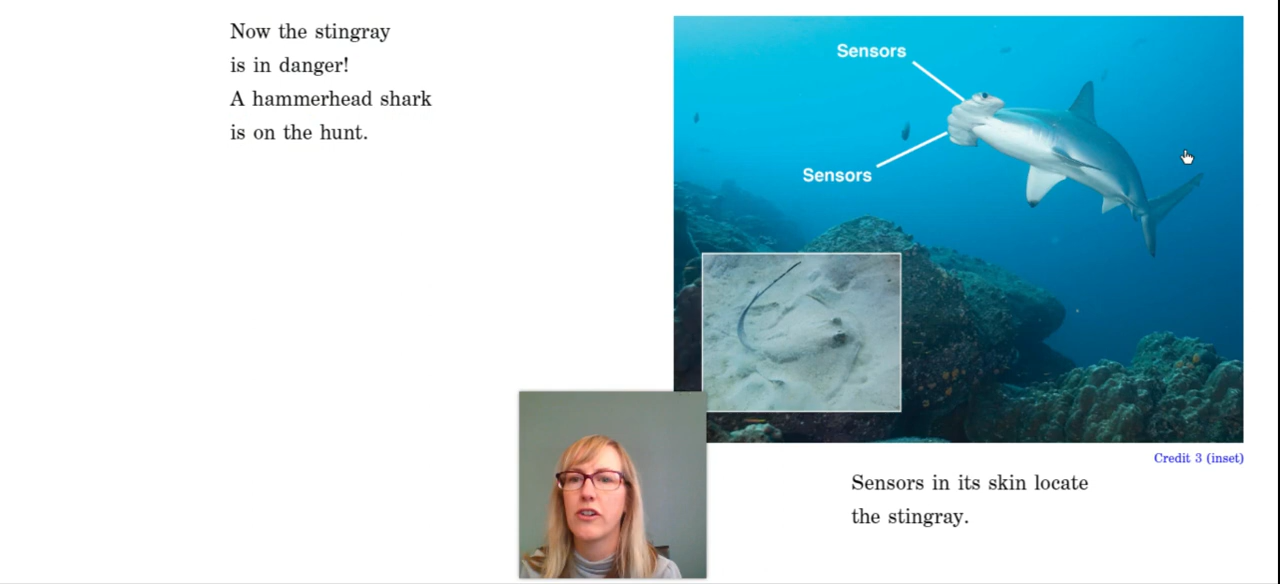 Now the stingray
is in danger!
A hammerhead shark
is on the hunt.
Sensors
Sensors
Credit 3 (inset)
Sensors in its skin locate
the stingray.